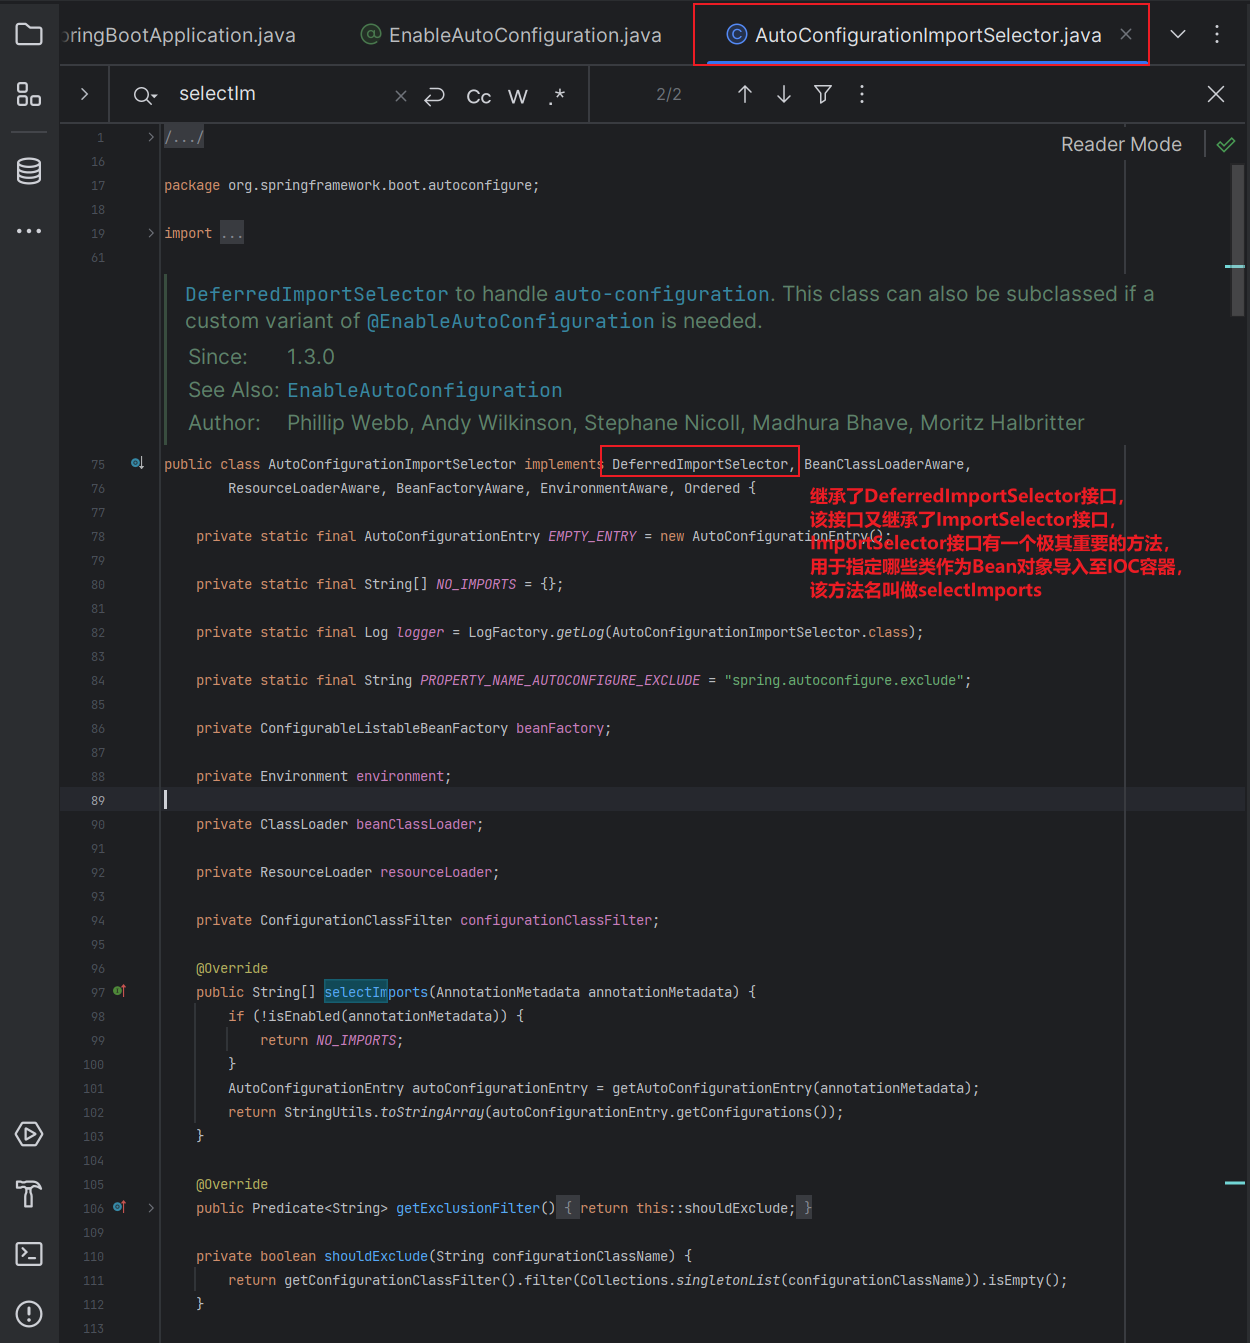 pringBootApplication.java
EnableAutoConfiguration.java
AutoConfigurationImportSelector.java
selectIm
Cc W .*
2/2
Reader Mode
1 /.../
16
17 package org.springframework.boot.autoconfigure;
18
19 import ...
61
DeferredImportSelector to handle auto-configuration. This class can also be subclassed if a
custom variant of @EnableAutoConfiguration is needed.
Since: 1.3.0
See Also: EnableAutoConfiguration
Author: Phillip Webb, Andy Wilkinson, Stephane Nicoll, Madhura Bhave, Moritz Halbritter
75 public class AutoConfigurationImportSelector implements DeferredImportSelector, BeanClassLoaderAware,
76 ResourceLoaderAware, BeanFactoryAware, EnvironmentAware, Ordered {
继承了DeferredImportSelector接口,
该接口又继承了ImportSelector接口,
ImportSelector接口有一个极其重要的方法,
用于指定哪些类作为Bean对象导入至IOC容器,
该方法名叫做selectImports
77
78 private static final AutoConfigurationEntry EMPTY_ENTRY = new AutoConfigurationEntry();
79
80 private static final String[] NO_IMPORTS = {};
81
82 private static final Log logger = LogFactory.getLog(AutoConfigurationImportSelector.class);
83
84 private static final String PROPERTY_NAME_AUTOCONFIGURE_EXCLUDE = "spring.autoconfigure.exclude";
85
86 private ConfigurableListableBeanFactory beanFactory;
87
88 private Environment environment;
89
90 private ClassLoader beanClassLoader;
91
92 private ResourceLoader resourceLoader;
93
94 private ConfigurationClassFilter configurationClassFilter;
95
96 @Override
97 public String[] selectImports(AnnotationMetadata annotationMetadata) {
98 if (!isEnabled(annotationMetadata)) {
99 return NO_IMPORTS;
100 }
101 AutoConfigurationEntry autoConfigurationEntry = getAutoConfigurationEntry(annotationMetadata);
102 return StringUtils.toStringArray(autoConfigurationEntry.getConfigurations());
103 }
104
105 @Override
106 public Predicate<String> getExclusionFilter() { return this::shouldExclude; }
109
110 private boolean shouldExclude(String configurationClassName) {
111 return getConfigurationClassFilter().filter(Collections.singletonList(configurationClassName)).isEmpty();
112 }
113